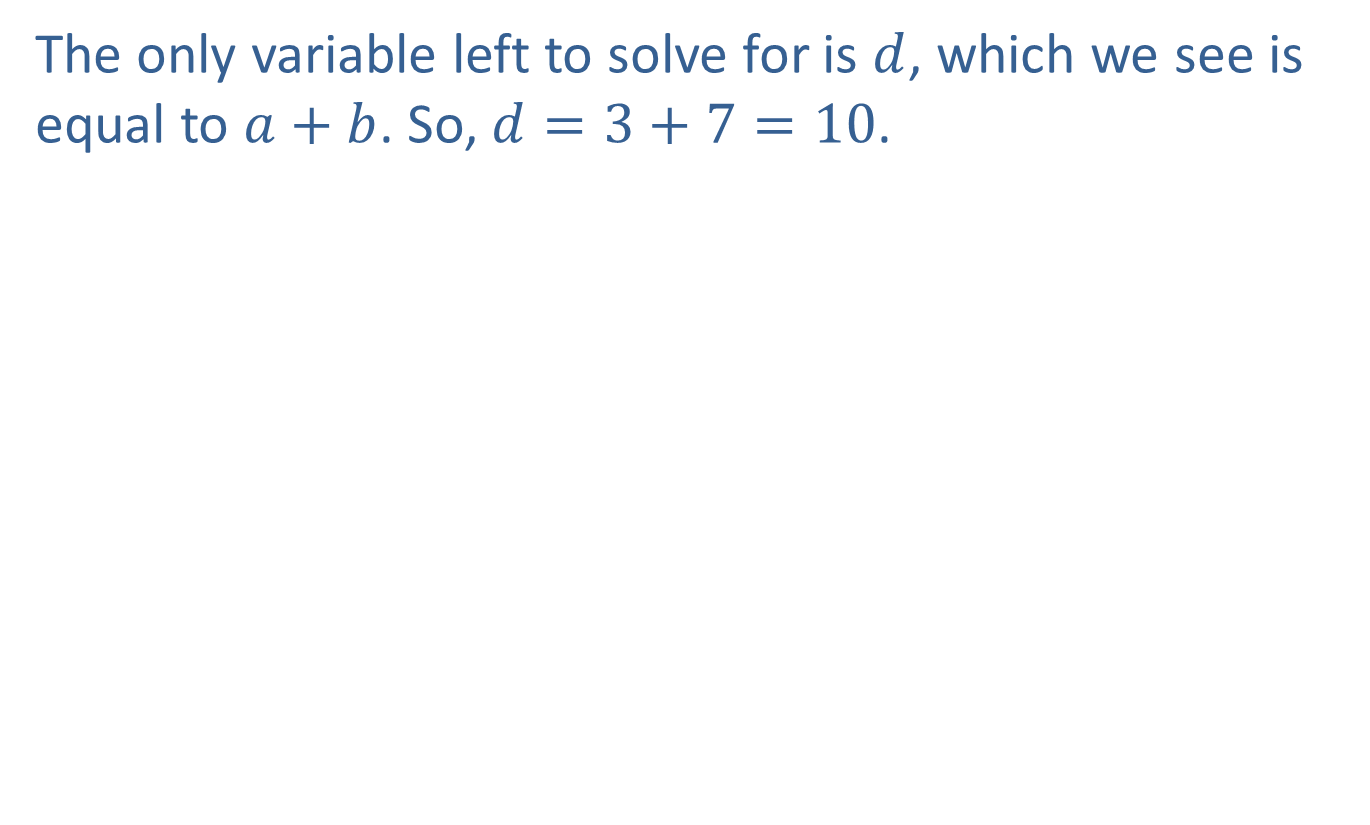 The only variable left to solve for is d, which we see is
equal to a + b. So, d = 3 + 7 = 10.